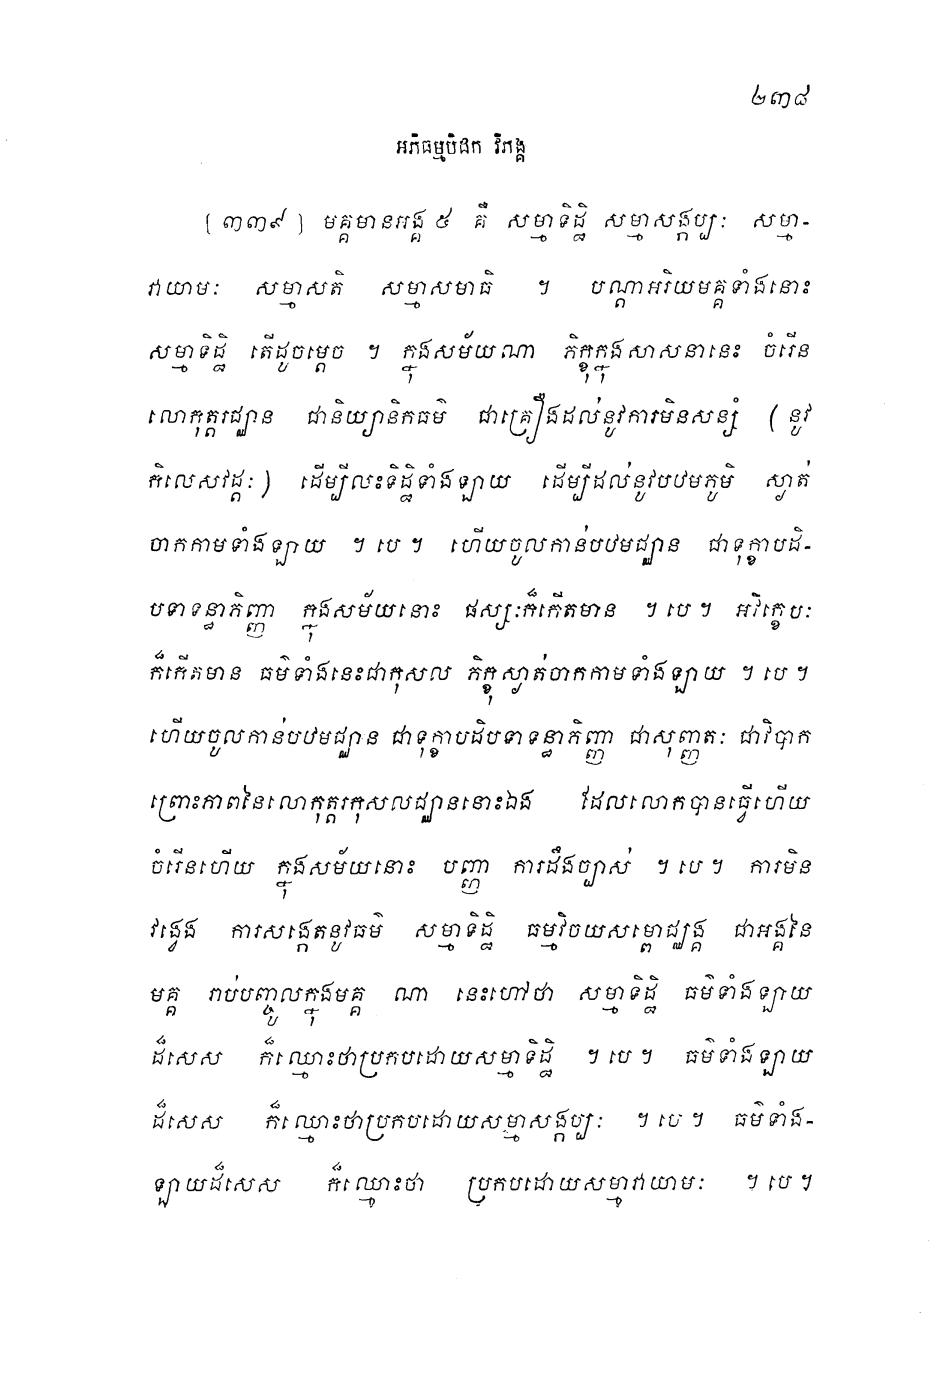 ២៣៨
អភិធម្មបិដក វិភង្គ
[ ៣៣៩ ] មគ្គមានអង្គ ៥ គឺ សម្មាទិដ្ឋិ សម្មាសង្កប្បៈ សម្មា-
វាយាមៈ សម្មាសតិ សម្មាសមាធិ ។ បណ្តាអរិយមគ្គទាំងនោះ
សម្មាទិដ្ឋិ តើដូចម្តេច ។ ក្នុងសម័យណា ភិក្ខុក្នុងសាសនានេះ ចំរើន
លោកុត្តរជ្ឈាន ជានិយ្យានិកធម៌ ជាគ្រឿងដល់នូវការមិនសន្សំ (នូវ
កិលេសវដ្តៈ) ដើម្បីលះទិដ្ឋិទាំងឡាយ ដើម្បីដល់នូវបឋមភូមិ ស្ងាត់
ចាកកាមទាំងឡាយ ។ បេ ។ ហើយចូលកាន់បឋមជ្ឈាន ជាទុក្ខាបដិ-
បទាទន្ធាភិញ្ញា ក្នុងសម័យនោះ ផស្សៈក៏កើតមាន ។ បេ ។ អវិក្ខេបៈ
ក៏កើតមាន ធម៌ទាំងនេះជាកុសល ភិក្ខុស្ងាត់ចាកកាមទាំងឡាយ ។ បេ ។
ហើយចូលកាន់បឋមជ្ឈាន ជាទុក្ខាបដិបទាទន្ធាភិញ្ញា ជាសុញ្ញតៈ ជាវិបាក
ព្រោះភាពនៃលោកុត្តរកុសលជ្ឈាននោះឯង ដែលលោកបានធ្វើហើយ
ចំរើនហើយ ក្នុងសម័យនោះ បញ្ញា ការដឹងច្បាស់ ។ បេ ។ ការមិន
វង្វេង ការសង្កេតនូវធម៌ សម្មាទិដ្ឋិ ធម្មវិចយសម្ពោជ្ឈង្គ ជាអង្គនៃ
មគ្គ រាប់បញ្ចូលក្នុងមគ្គ ណា នេះហៅថា សម្មាទិដ្ឋិ ធម៌ទាំងឡាយ
ដ៏សេស ក៏ឈ្មោះថាប្រកបដោយសម្មាទិដ្ឋិ ។ បេ ។ ធម៌ទាំងឡាយ
ដ៏សេស ក៏ឈ្មោះថាប្រកបដោយសម្មាសង្កប្បៈ ។ បេ ។ ធម៌ទាំង-
ឡាយដ៏សេស ក៏ឈ្មោះថា ប្រកបដោយសម្មាវាយាមៈ ។ បេ ។